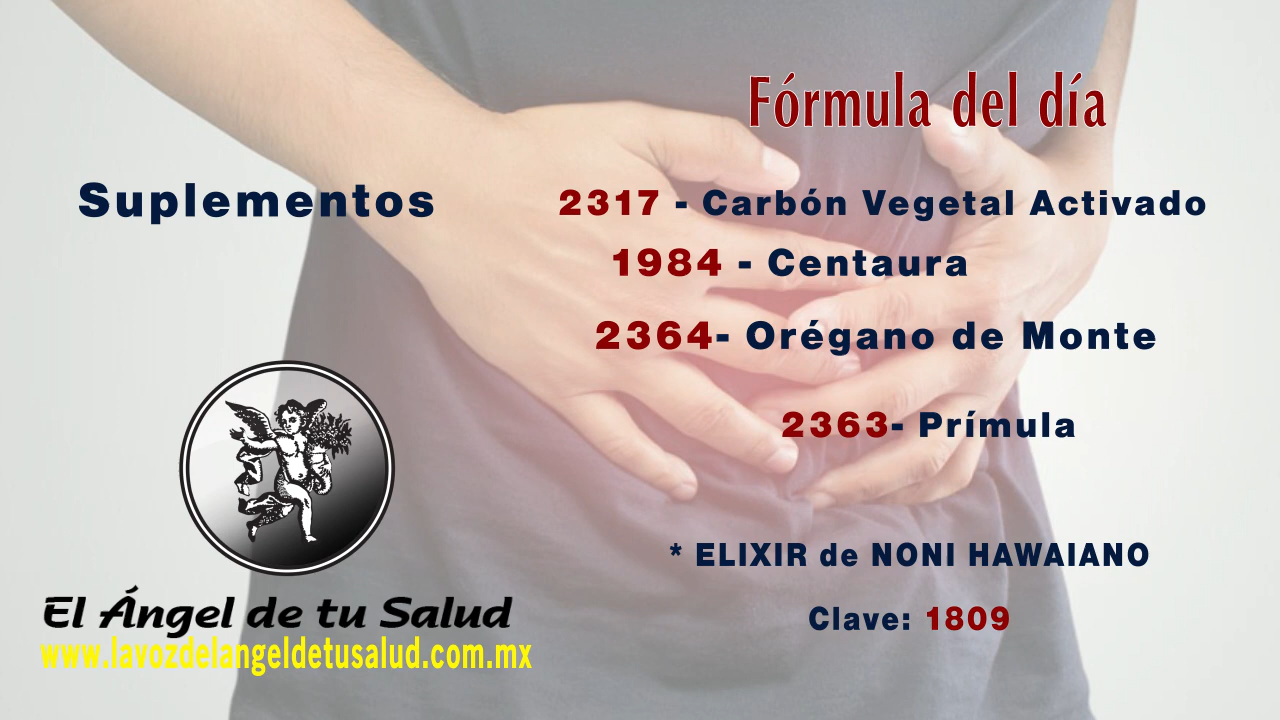 Fórmula del día
Suplementos
2317 - Carbón Vegetal Activado
1984 - Centaura
2364- Orégano de Monte
2363- Prímula
* ELIXIR de NONI HAWAIANO
Clave: 1809
El Ángel de tu Salud
www.lavozdelangeldetusalud.com.mx